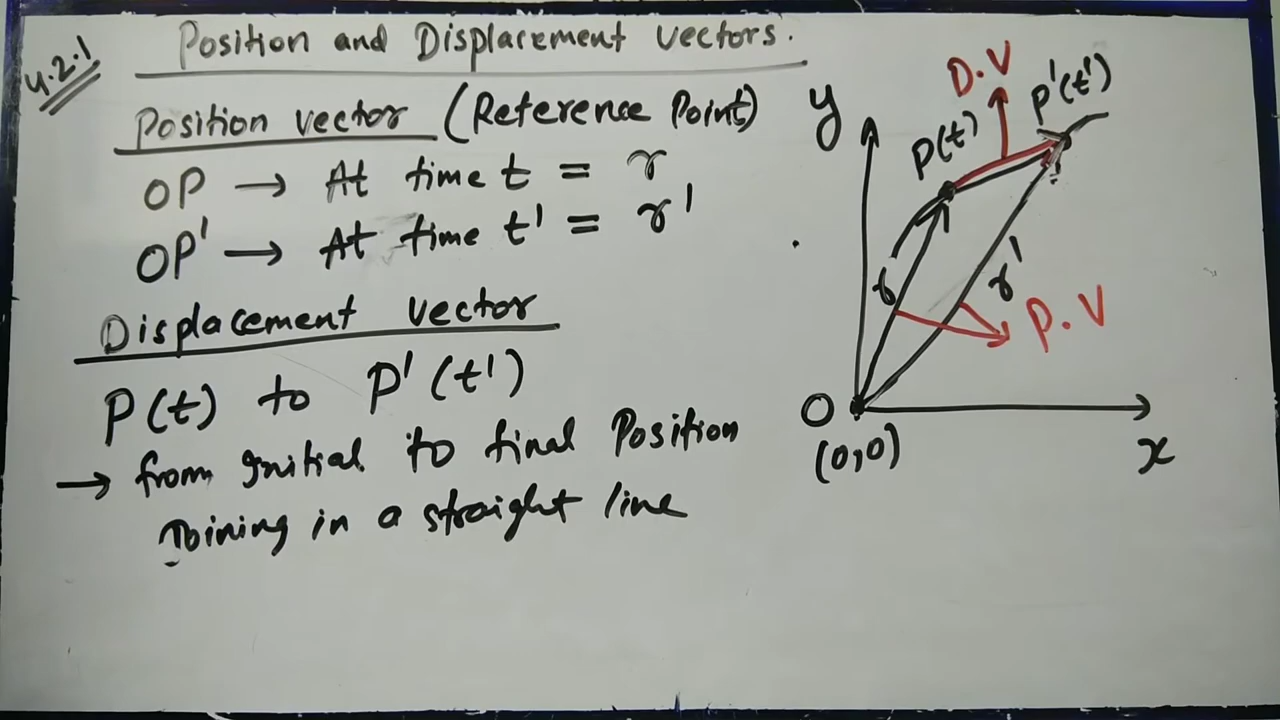 4.2.1
Position and Displacement vectors.
Position vector (Reference Point)
OP → At time t = r
OP' → At time t' = r'
Displacement vector
P(t) to P'(t')
→ from Initial to final Position
Joining in a straight line
D.V
P'(t')
P(t)
y
r
r'
P.V
O
(0,0)
x